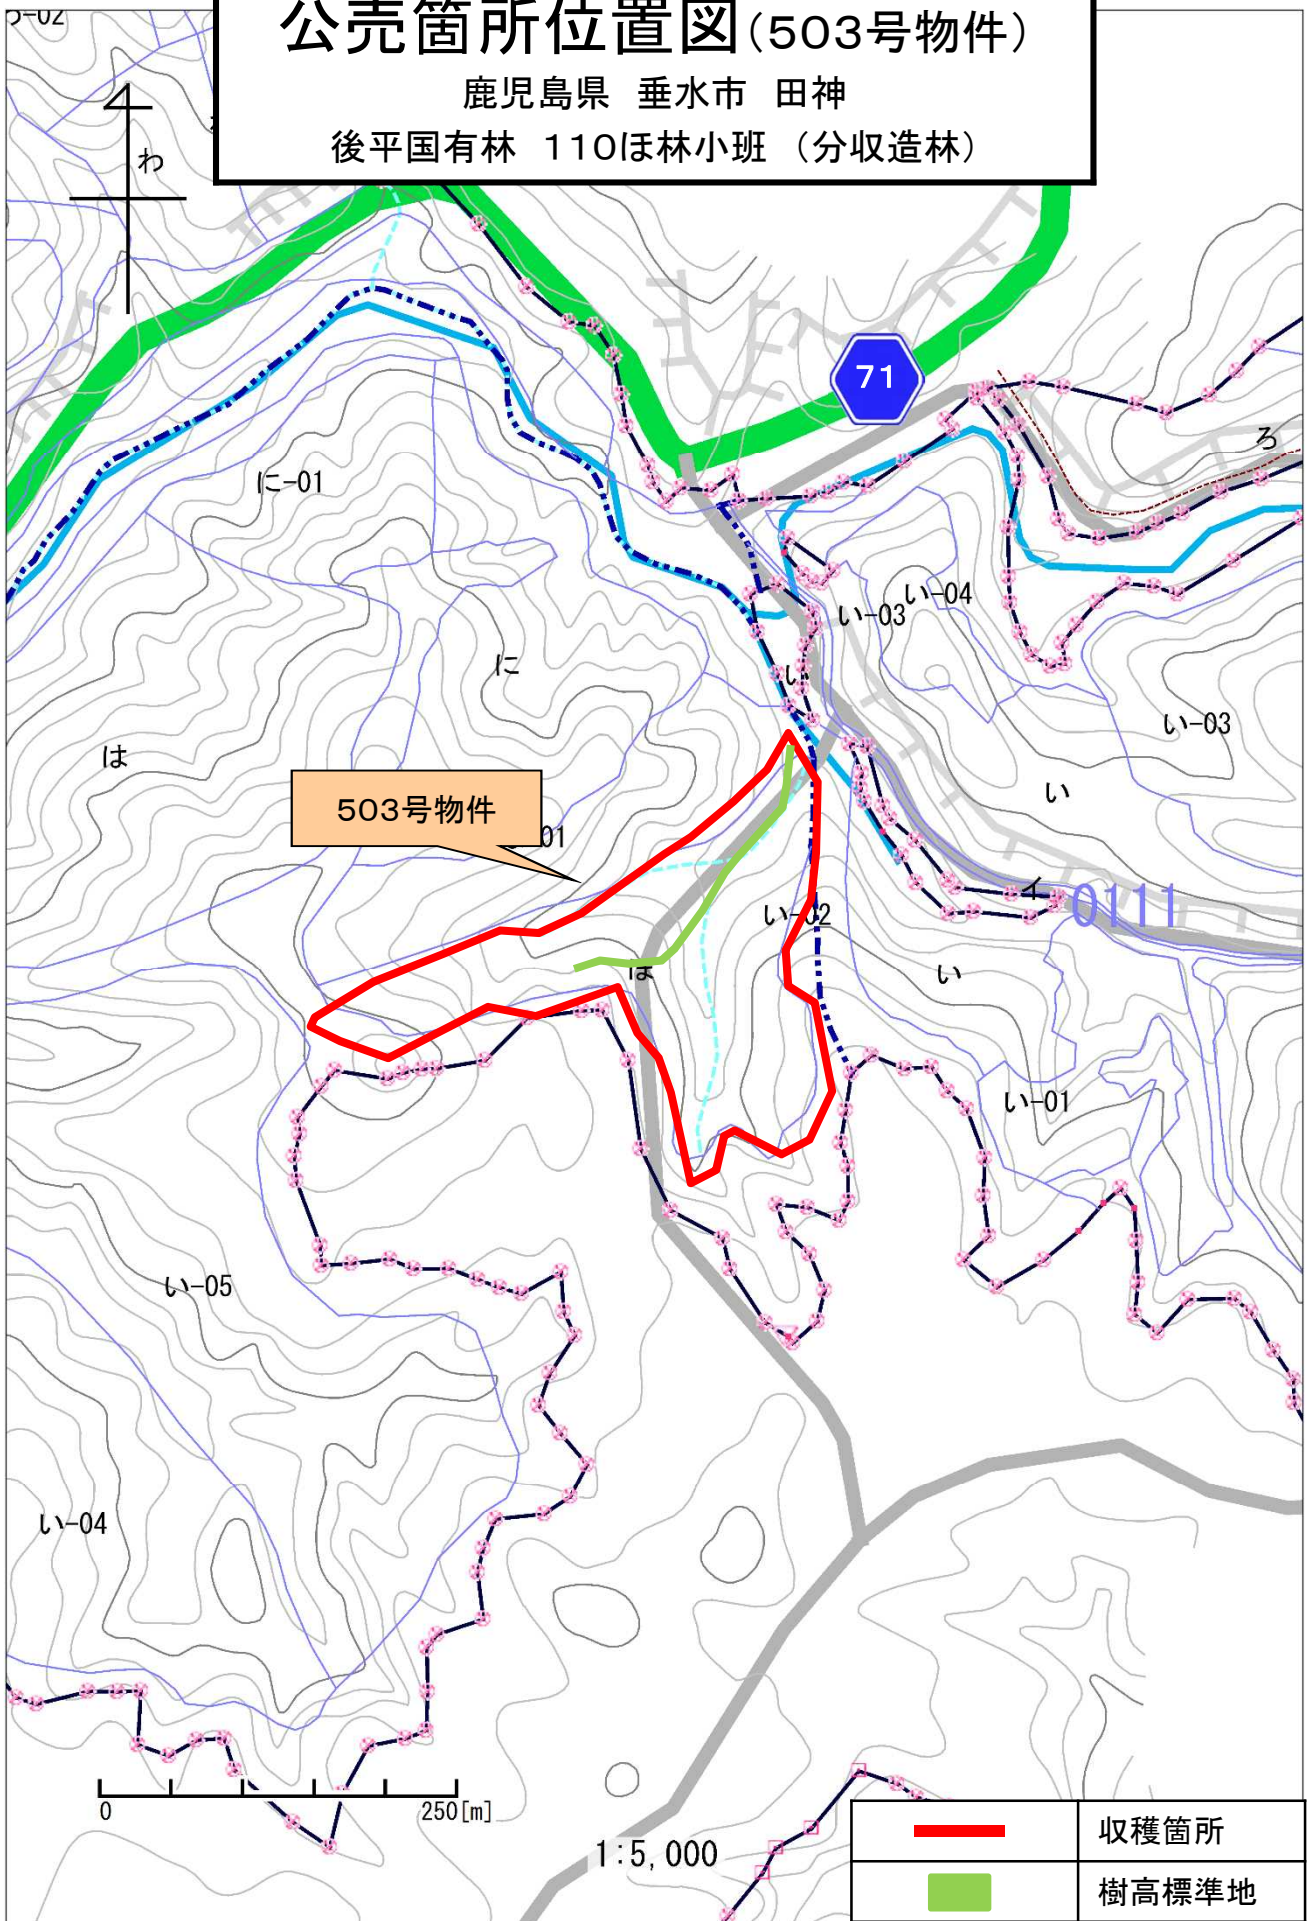 公売箇所位置図(503号物件)
鹿児島県 垂水市 田神
後平国有林 110ほ林小班 (分収造林)
わ
71
ろ
に-01
い-04
い-03
に
い
い-03
は
い
503号物件
01
イ
0111
い-02
ほ
い
い-01
い-05
い-04
0
250[m]
1:5,000
収穫箇所
樹高標準地